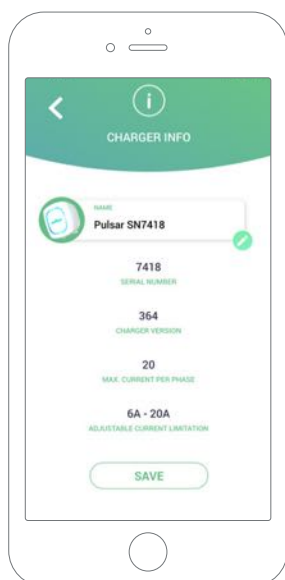 i
CHARGER INFO
NAME
Pulsar SN7418
7418
SERIAL NUMBER
364
CHARGER VERSION
20
MAX. CURRENT PER PHASE
6A - 20A
ADJUSTABLE CURRENT LIMITATION
SAVE